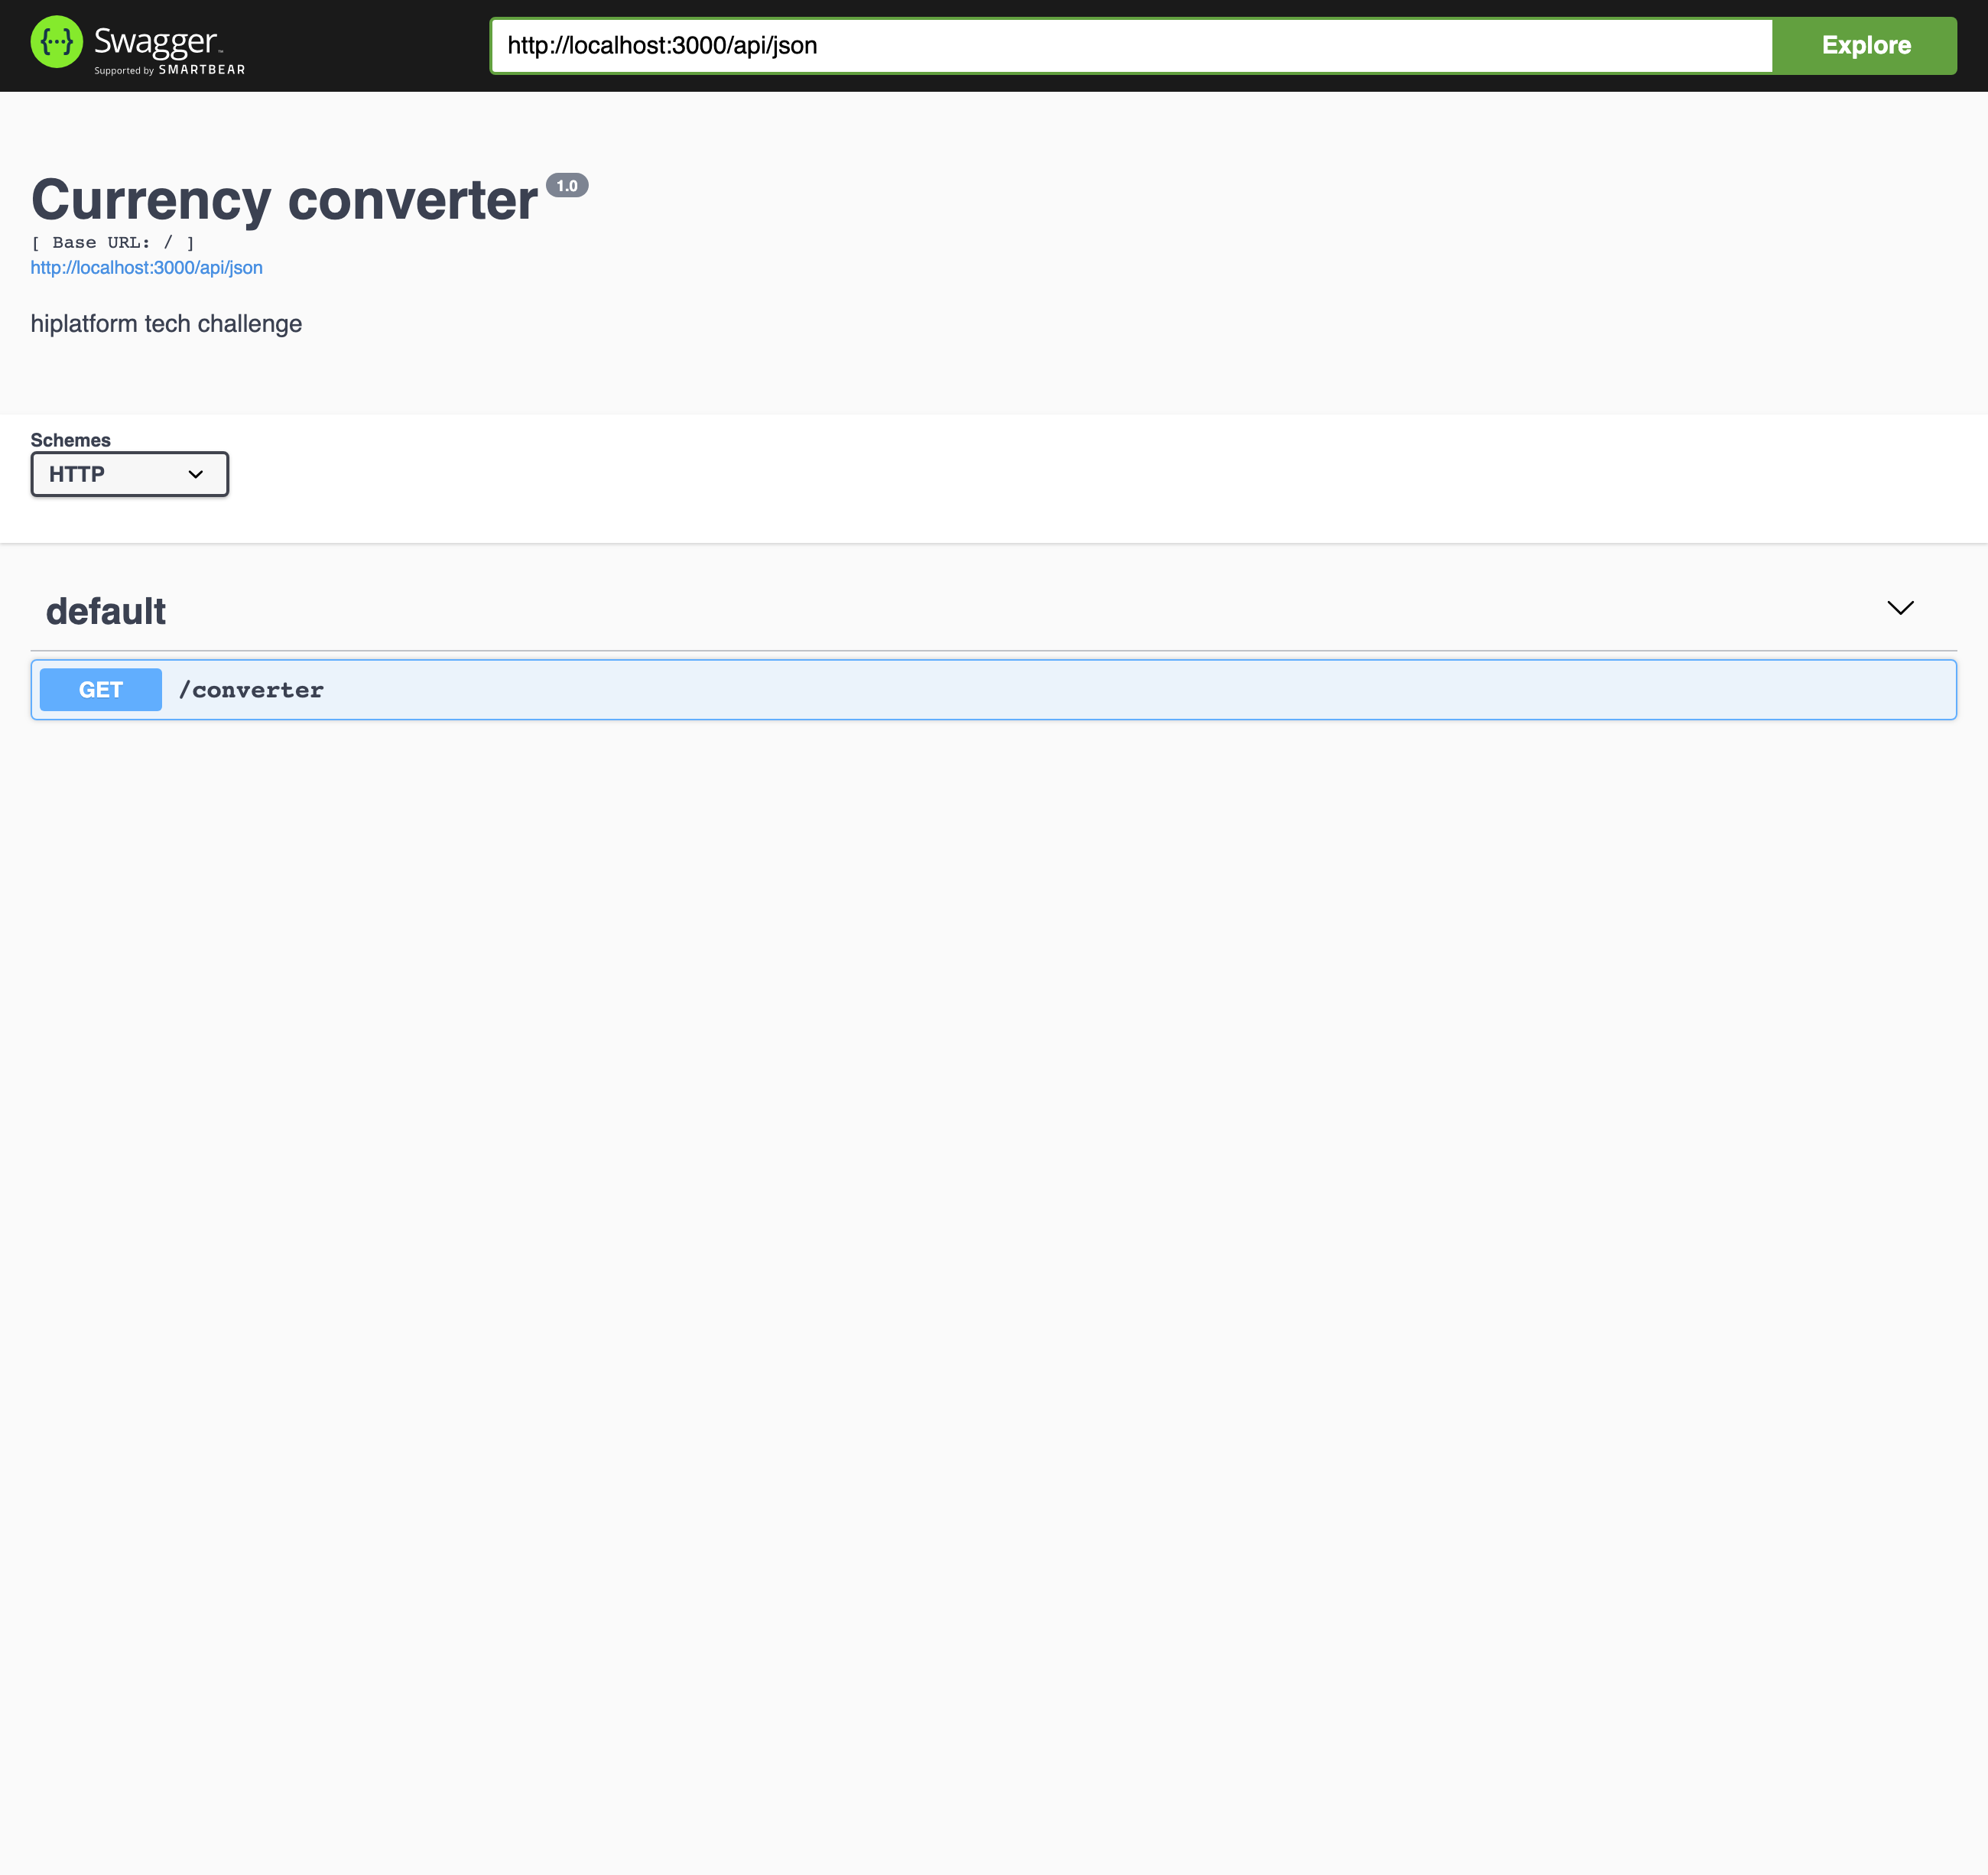 {···} Swagger™
Supported by SMARTBEAR
http://localhost:3000/api/json
Explore
Currency converter 1.0
[ Base URL: / ]
http://localhost:3000/api/json
hiplatform tech challenge
Schemes
HTTP
default
GET /converter